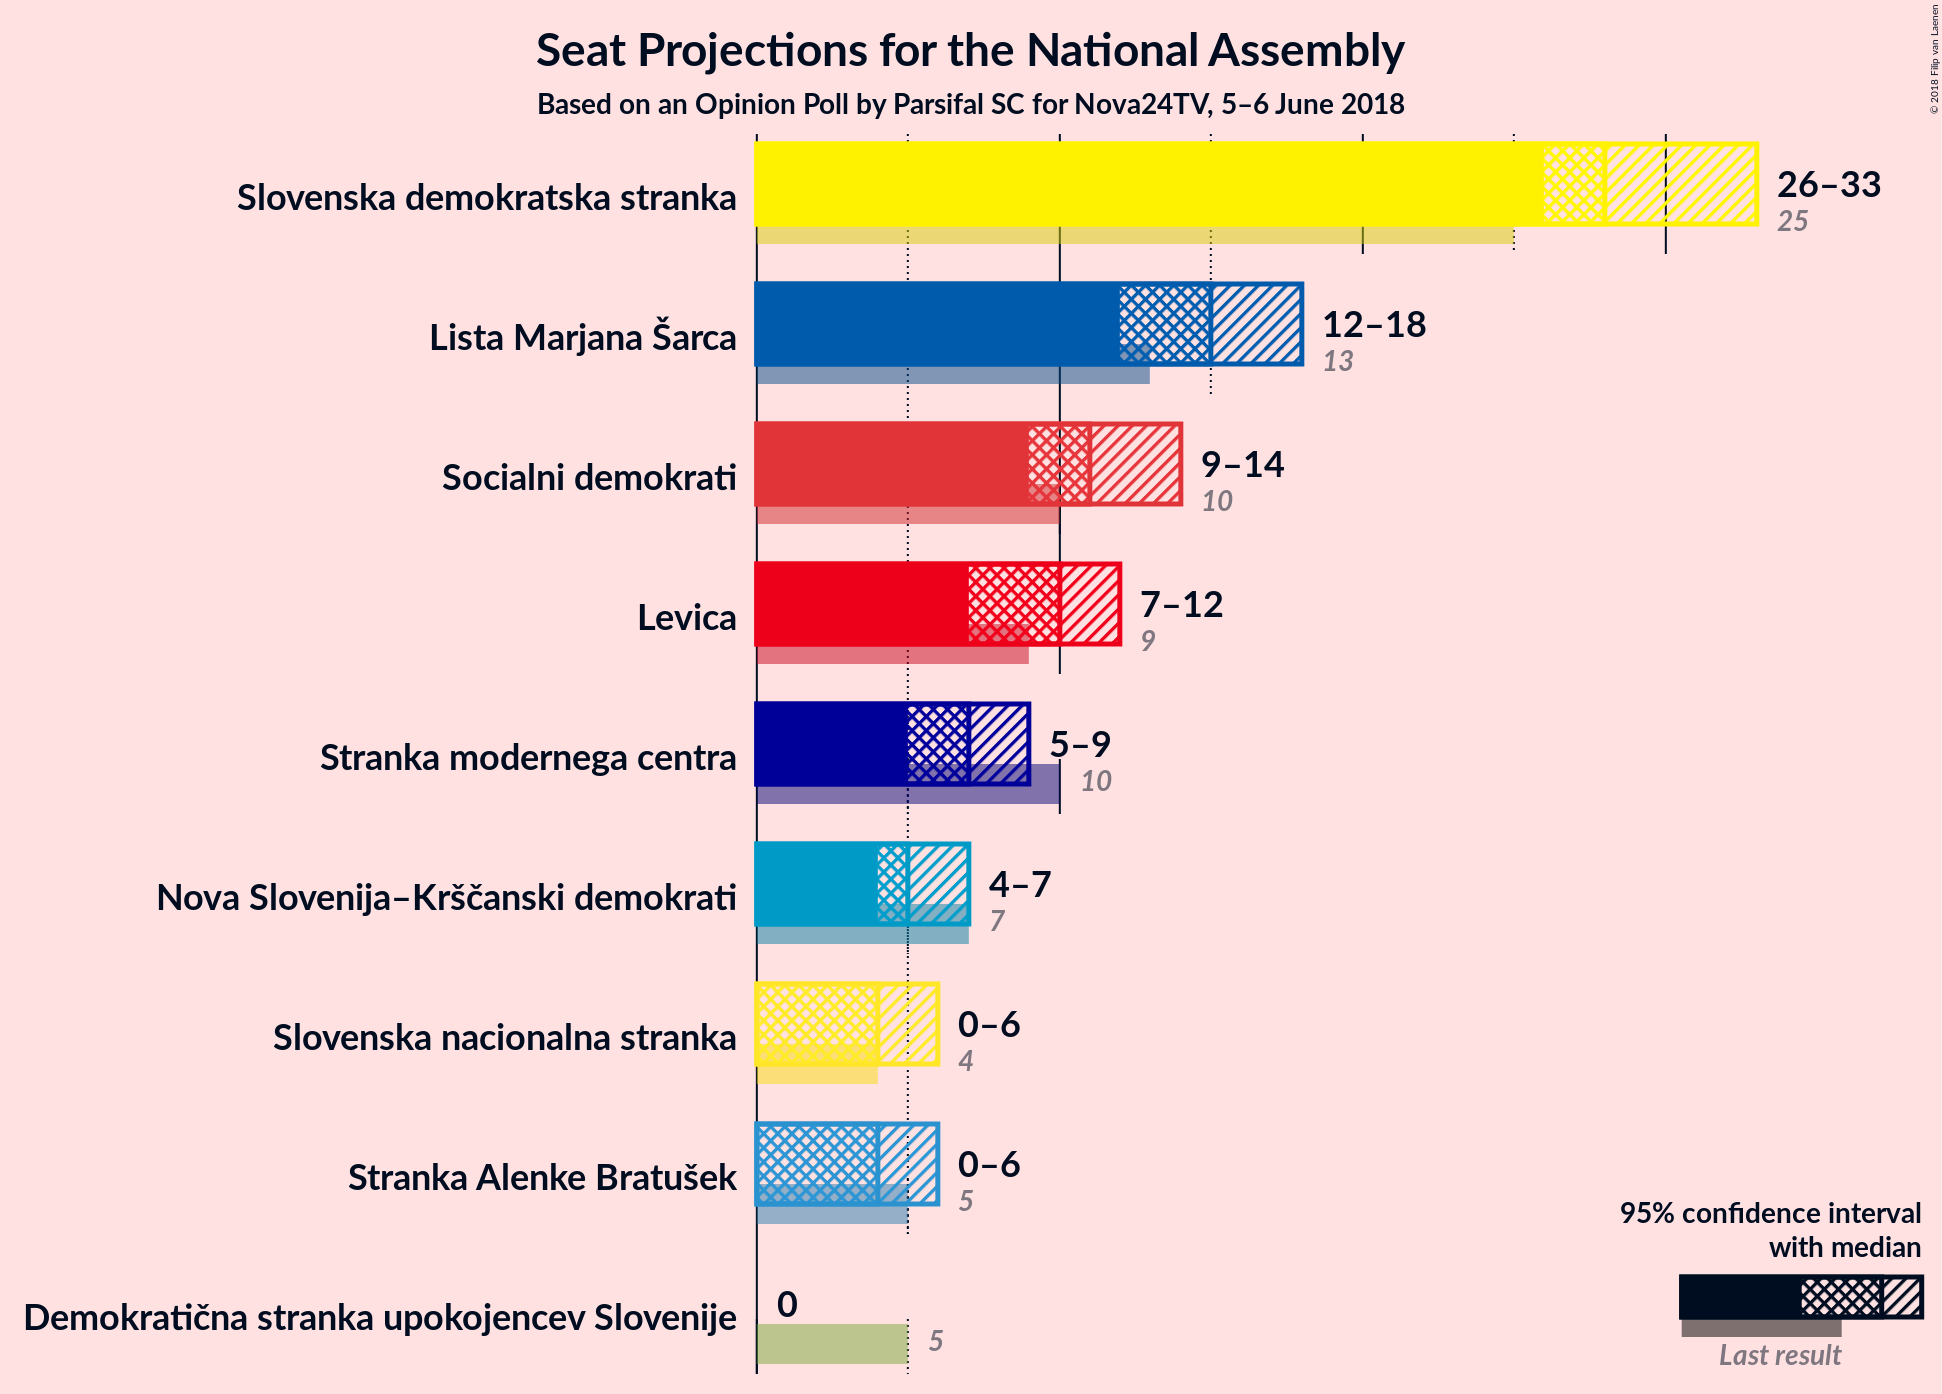 Seat Projections for the National Assembly
Based on an Opinion Poll by Parsifal SC for Nova24TV, 5–6 June 2018
© 2018 Filip van Laenen
Slovenska demokratska stranka
26–33
25
Lista Marjana Šarca
12–18
13
Socialni demokrati
9–14
10
Levica
7–12
9
Stranka modernega centra
5–9
10
Nova Slovenija–Krščanski demokrati
4–7
7
Slovenska nacionalna stranka
0–6
4
Stranka Alenke Bratušek
0–6
5
Demokratična stranka upokojencev Slovenije
0
5
95% confidence interval
with median
Last result